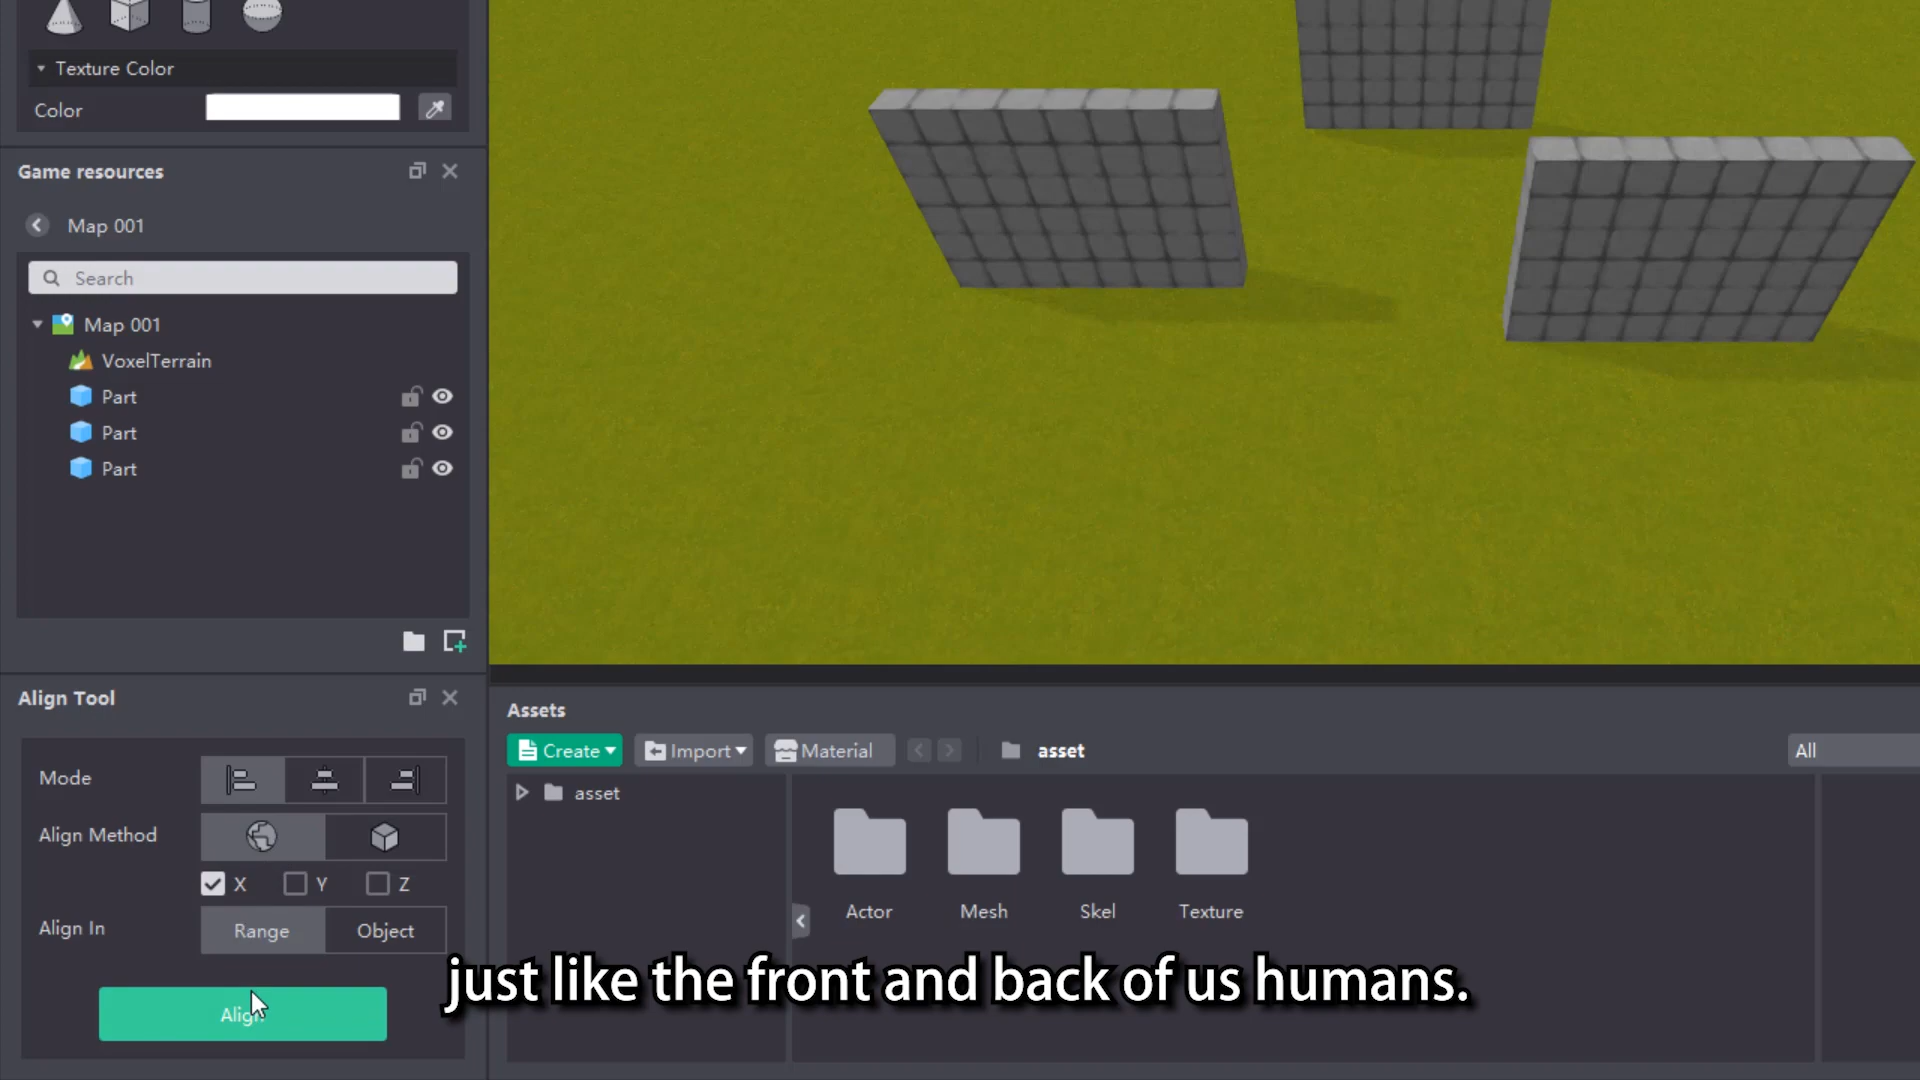 Texture Color
Color
Game resources
Map 001
Search
Map 001
VoxelTerrain
Part
Part
Part
Align Tool
Mode
Align Method
X Y Z
Align In
Range Object
Align
Assets
Create Import Material asset All
asset
Actor Mesh Skel Texture
just like the front and back of us humans.